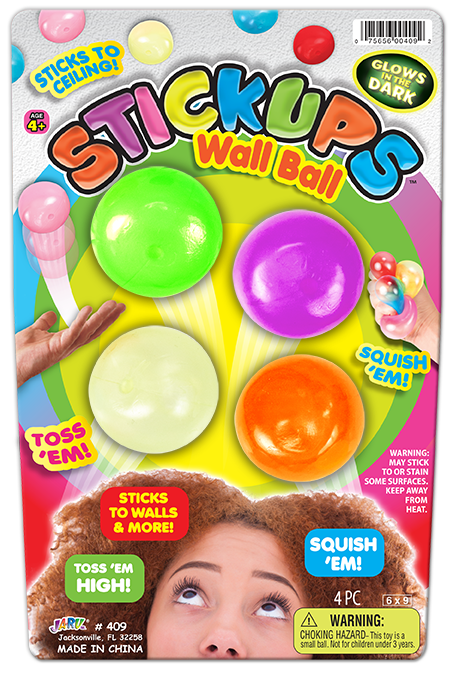 0 75656 00409 2
STICKS TO
CEILING!
GLOWS
IN THE
DARK
AGE
4+
STICKUPS™
Wall Ball
SQUISH
'EM!
TOSS
'EM!
WARNING:
MAY STICK
TO OR STAIN
SOME SURFACES.
KEEP AWAY
FROM
HEAT.
STICKS
TO WALLS
& MORE!
TOSS 'EM
HIGH!
SQUISH
'EM!
4 PC
6 x 9
JA-RU # 409
Jacksonville, FL 32258
MADE IN CHINA
WARNING:
CHOKING HAZARD- This toy is a
small ball. Not for children under 3 years.